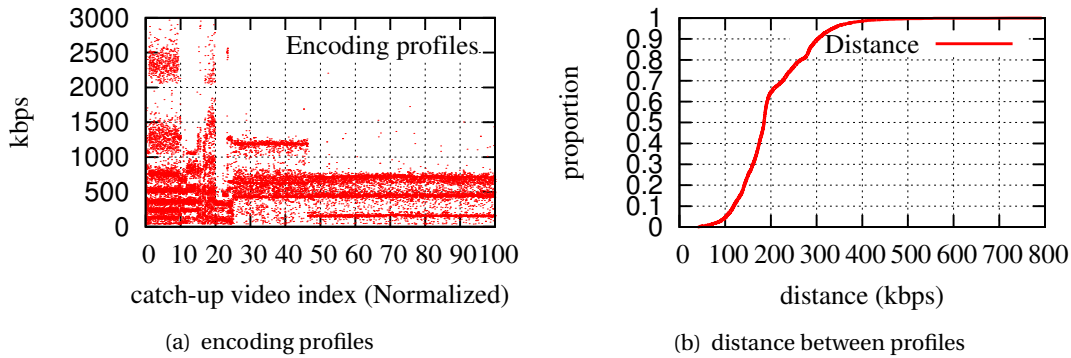 3000
2500
2000
1500
1000
500
0
kbps
Encoding profiles
0 10 20 30 40 50 60 70 80 90 100
catch-up video index (Normalized)
(a) encoding profiles
1
0.9
0.8
0.7
0.6
0.5
0.4
0.3
0.2
0.1
0
proportion
Distance
0 100 200 300 400 500 600 700 800
distance (kbps)
(b) distance between profiles